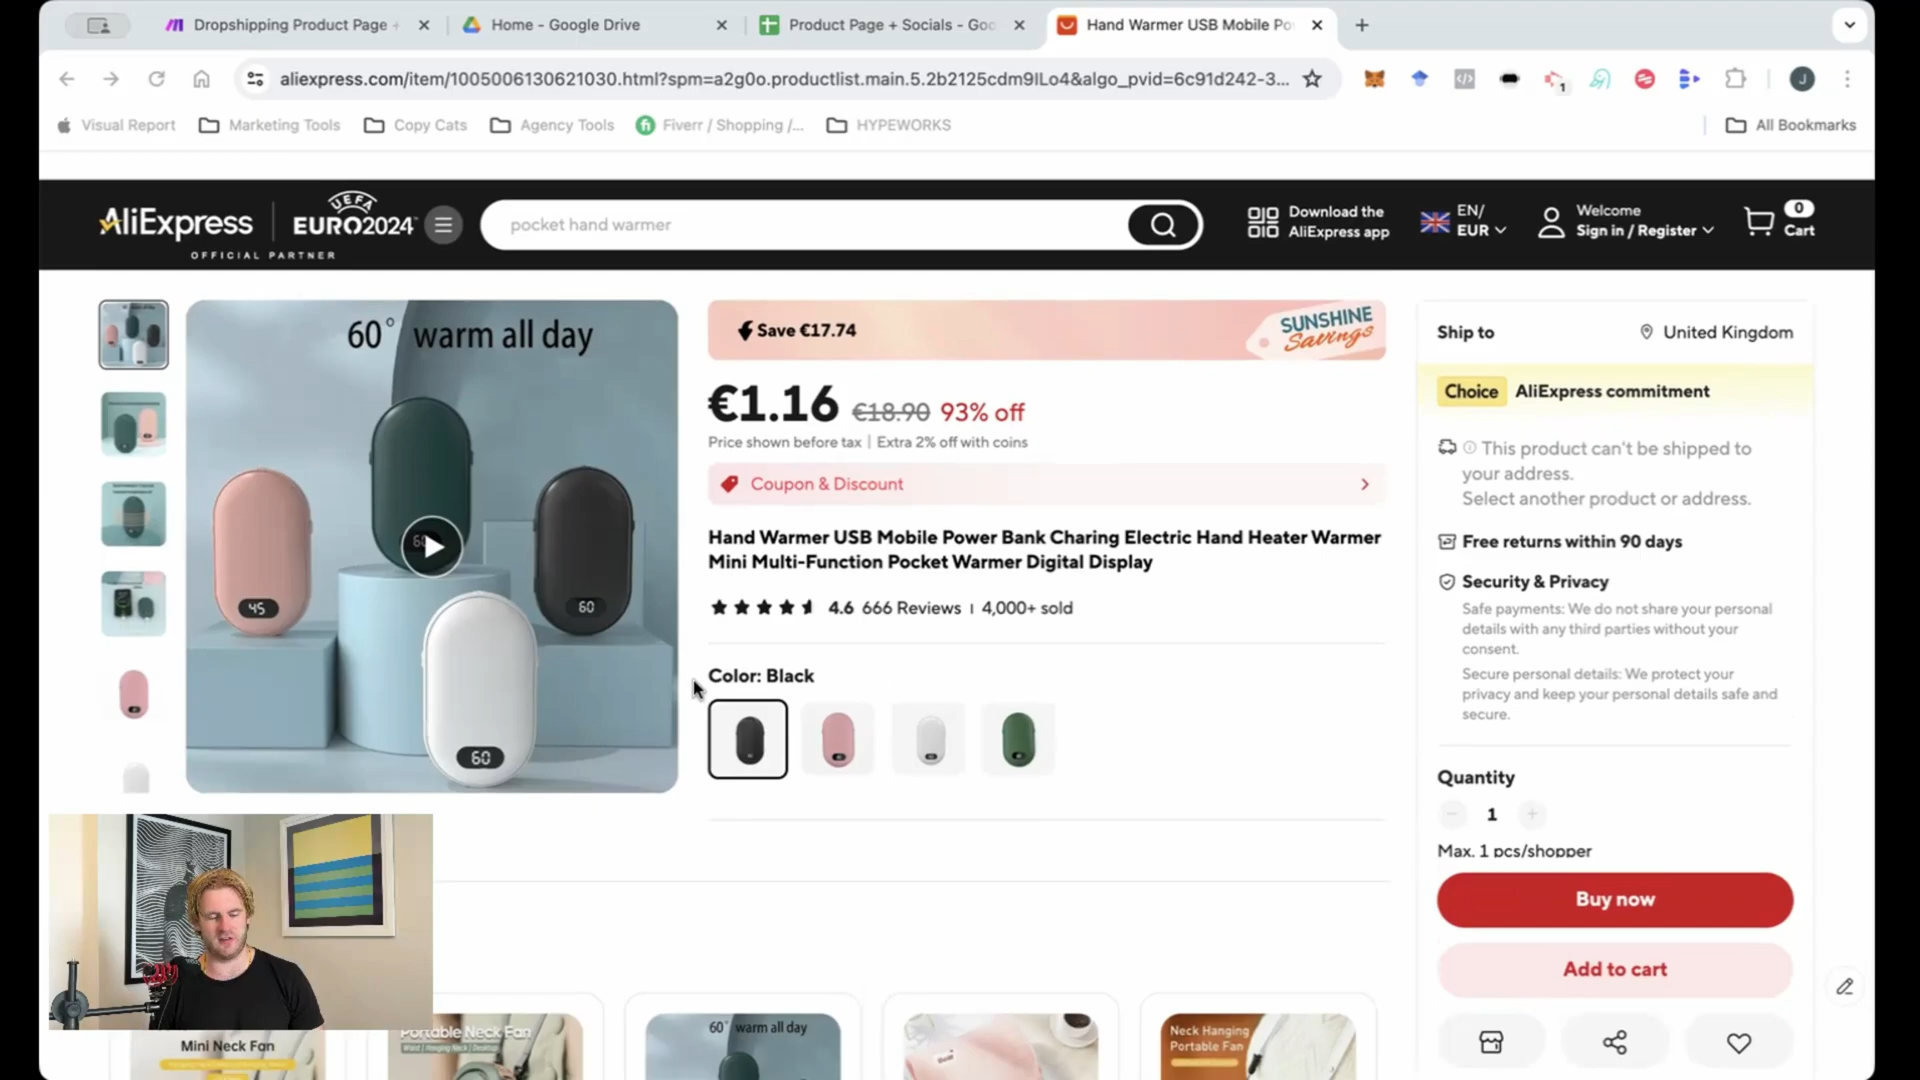 Dropshipping Product Page
Home - Google Drive
Product Page + Socials - Goo
Hand Warmer USB Mobile Po
aliexpress.com/item/1005006130621030.html?spm=a2g0o.productlist.main.5.2b2125cdm9lLo4&algo_pvid=6c91d242-3...
1
J
Visual Report
Marketing Tools
Copy Cats
Agency Tools
Fiverr / Shopping /...
HYPEWORKS
All Bookmarks
AliExpress
UEFA
EURO2024
OFFICIAL PARTNER
pocket hand warmer
Download the
AliExpress app
EN/
EUR
Welcome
Sign in / Register
0
Cart
60° warm all day
45
60
60
60
Save €17.74
SUNSHINE
Savings
€1.16 €18.90 93% off
Price shown before tax | Extra 2% off with coins
Coupon & Discount
Hand Warmer USB Mobile Power Bank Charing Electric Hand Heater Warmer
Mini Multi-Function Pocket Warmer Digital Display
4.6 666 Reviews | 4,000+ sold
Color: Black
Ship to
United Kingdom
Choice AliExpress commitment
This product can't be shipped to
your address.
Select another product or address.
Free returns within 90 days
Security & Privacy
Safe payments: We do not share your personal
details with any third parties without your
consent.
Secure personal details: We protect your
privacy and keep your personal details safe and
secure.
Quantity
1
Max. 1 pcs/shopper
Buy now
Add to cart
Mini Neck Fan
Portable Neck Fan
60° warm all day
Neck Hanging
Portable Fan